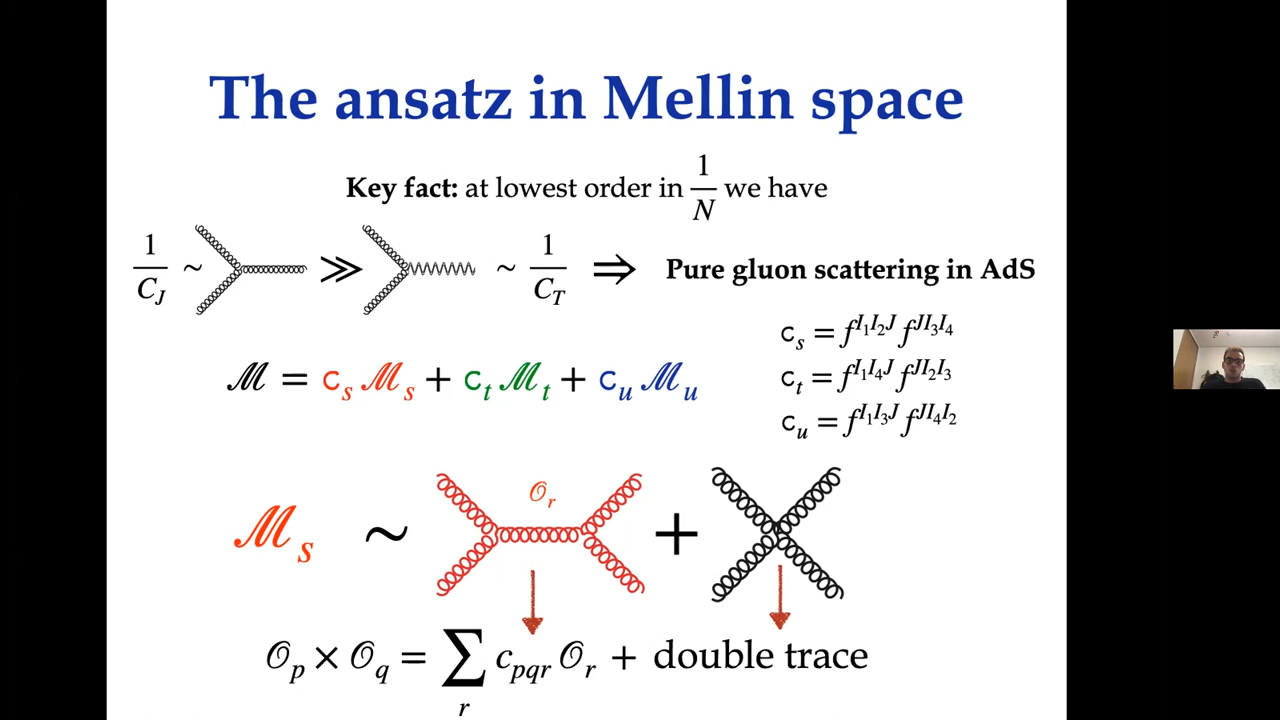 The ansatz in Mellin space
Key fact: at lowest order in 1/N we have
1/C_J ~ ≫ ~ 1/C_T ⇒ Pure gluon scattering in AdS
c_s = f^{I_1I_2J} f^{JI_3I_4}
ℳ = c_s ℳ_s + c_t ℳ_t + c_u ℳ_u
c_t = f^{I_1I_4J} f^{JI_2I_3}
c_u = f^{I_1I_3J} f^{JI_4I_2}
𝒪_r
ℳ_s ~ +
𝒪_p × 𝒪_q = ∑_r c_{pqr} 𝒪_r + double trace